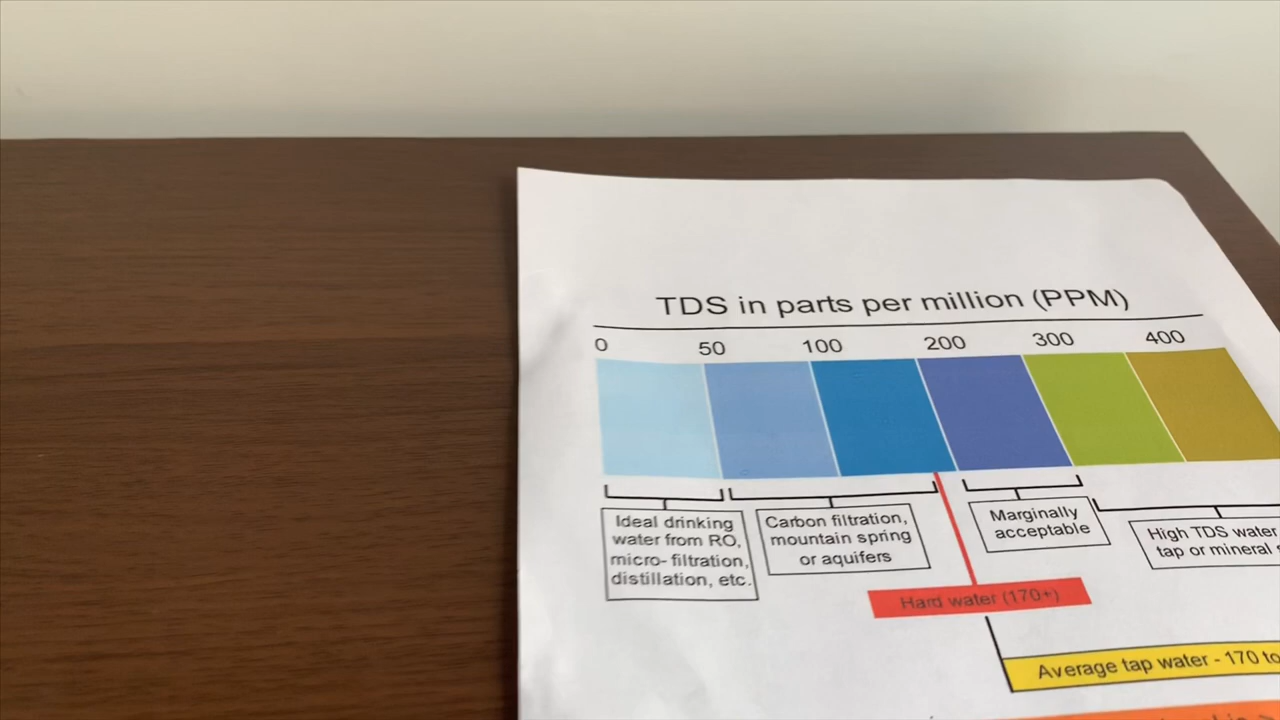 TDS in parts per million (PPM)
0 50 100 200 300 400
Ideal drinking
water from RO,
micro- filtration,
distillation, etc.
Carbon filtration,
mountain spring
or aquifers
Marginally
acceptable
High TDS water
tap or mineral
Hard water (170+)
Average tap water - 170 to